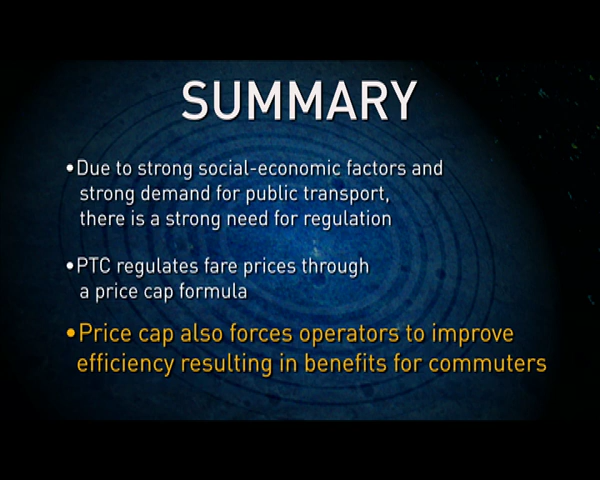 SUMMARY
•Due to strong social-economic factors and
strong demand for public transport,
there is a strong need for regulation
•PTC regulates fare prices through
a price cap formula
•Price cap also forces operators to improve
efficiency resulting in benefits for commuters